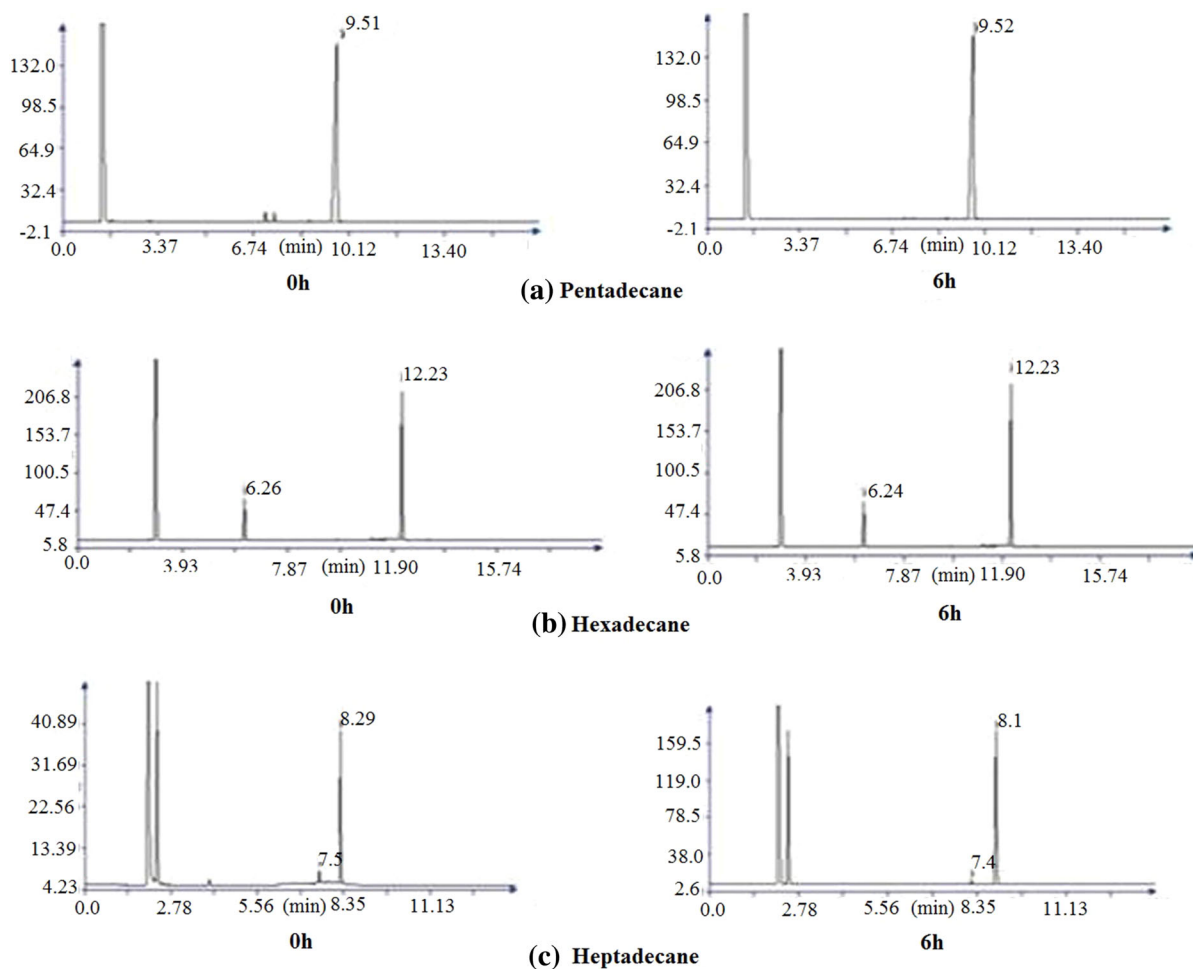 9.51
132.0
98.5
64.9
32.4
-2.1
0.0 3.37 6.74 (min) 10.12 13.40
0h
9.52
132.0
98.5
64.9
32.4
-2.1
0.0 3.37 6.74 (min) 10.12 13.40
6h
(a) Pentadecane
12.23
206.8
153.7
100.5
6.26
47.4
5.8
0.0 3.93 7.87 (min) 11.90 15.74
0h
12.23
206.8
153.7
100.5
6.24
47.4
5.8
0.0 3.93 7.87 (min) 11.90 15.74
6h
(b) Hexadecane
8.29
40.89
31.69
22.56
13.39
7.5
4.23
0.0 2.78 5.56 (min) 8.35 11.13
0h
8.1
159.5
119.0
78.5
38.0
7.4
2.6
0.0 2.78 5.56 (min) 8.35 11.13
6h
(c) Heptadecane